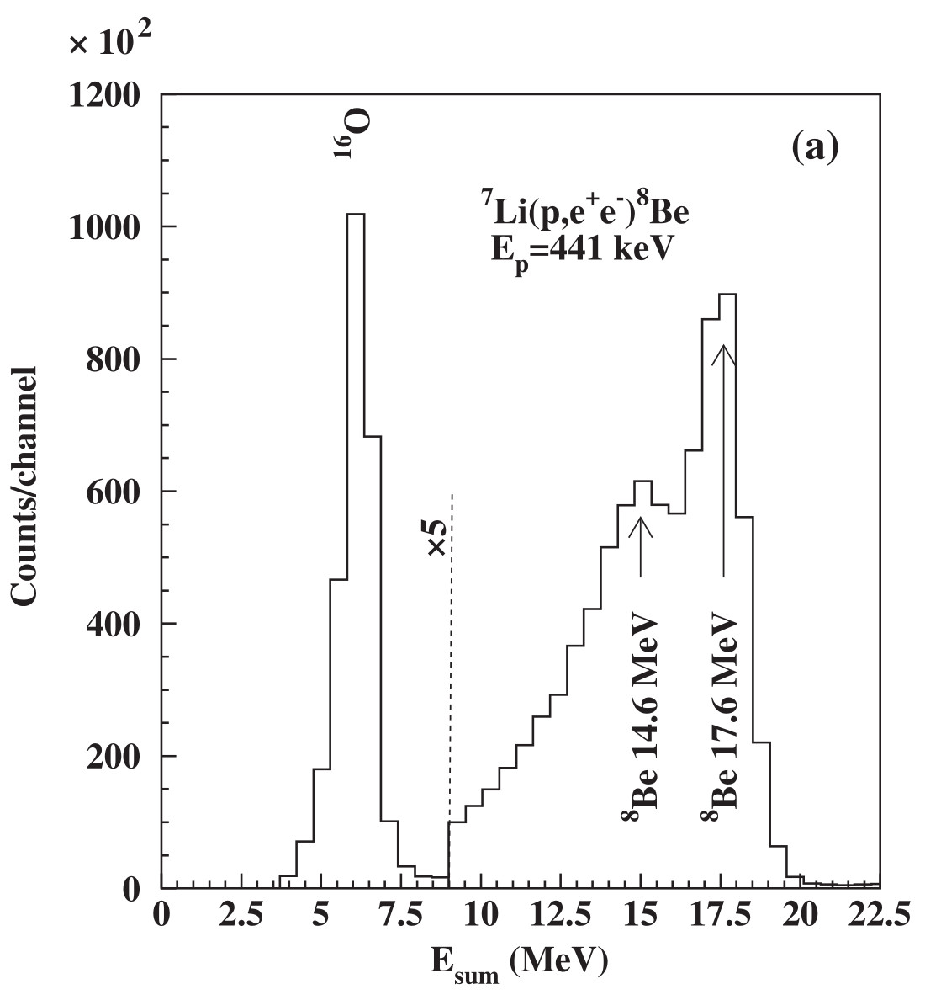 × 10²
1200
1000
800
600
400
200
0
Counts/channel
¹⁶O
(a)
⁷Li(p,e⁺e⁻)⁸Be
Eₚ=441 keV
×5
⁸Be 14.6 MeV
⁸Be 17.6 MeV
0 2.5 5 7.5 10 12.5 15 17.5 20 22.5
E_sum (MeV)